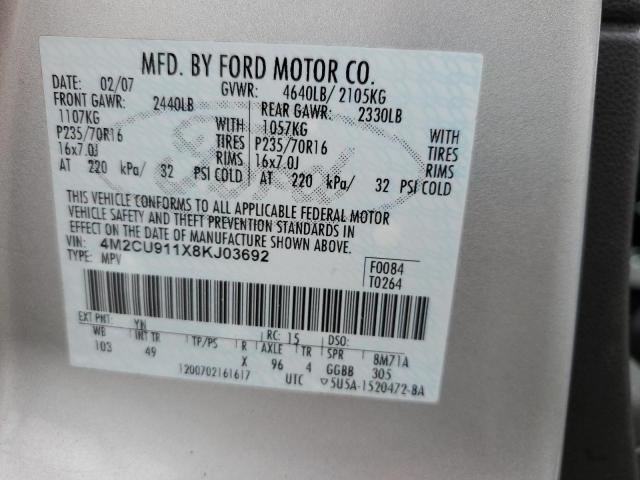 MFD. BY FORD MOTOR CO.
DATE: 02/07 GVWR: 4640LB/ 2105KG
FRONT GAWR: 2440LB REAR GAWR: 2330LB
1107KG WITH 1057KG WITH
P235/70R16 TIRES P235/70R16 TIRES
16x7.0J RIMS 16x7.0J RIMS
AT 220 kPa/ 32 PSI COLD AT 220 kPa/ 32 PSI COLD
THIS VEHICLE CONFORMS TO ALL APPLICABLE FEDERAL MOTOR
VEHICLE SAFETY AND THEFT PREVENTION STANDARDS IN
EFFECT ON THE DATE OF MANUFACTURE SHOWN ABOVE.
VIN: 4M2CU911X8KJ03692
TYPE: MPV
F0084
T0264
EXT PNT: YN RC: 15 DSO:
WB INT TR TP/PS R AXLE TR SPR 8M71A
103 49 X 96 4 GGBB 305
1200702161617 UTC 5U5A-1520472-BA
Ford